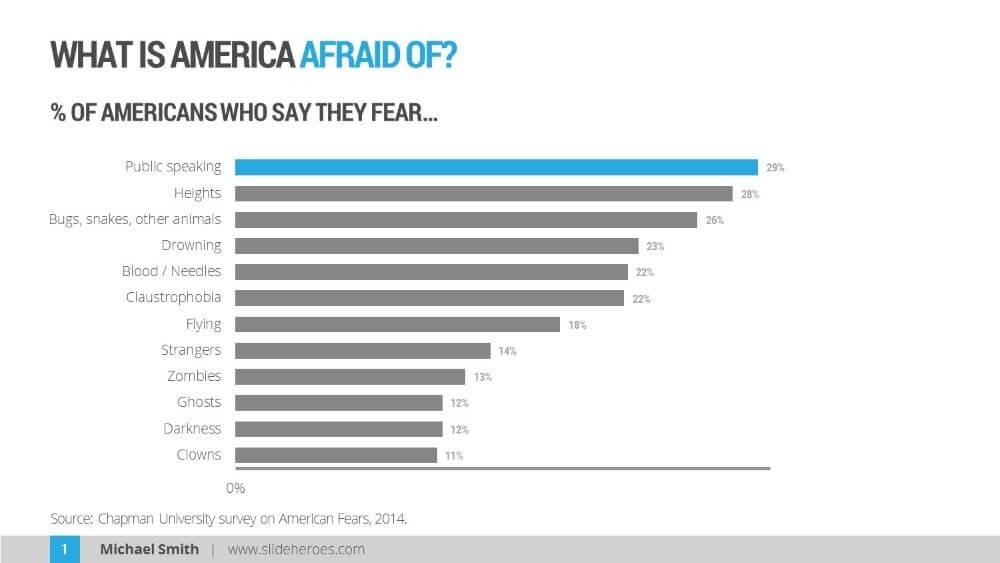 WHAT IS AMERICA AFRAID OF?
% OF AMERICANS WHO SAY THEY FEAR...
Public speaking 29%
Heights 28%
Bugs, snakes, other animals 26%
Drowning 23%
Blood / Needles 22%
Claustrophobia 22%
Flying 18%
Strangers 14%
Zombies 13%
Ghosts 12%
Darkness 12%
Clowns 11%
0%
Source: Chapman University survey on American Fears, 2014.
1 Michael Smith | www.slideheroes.com